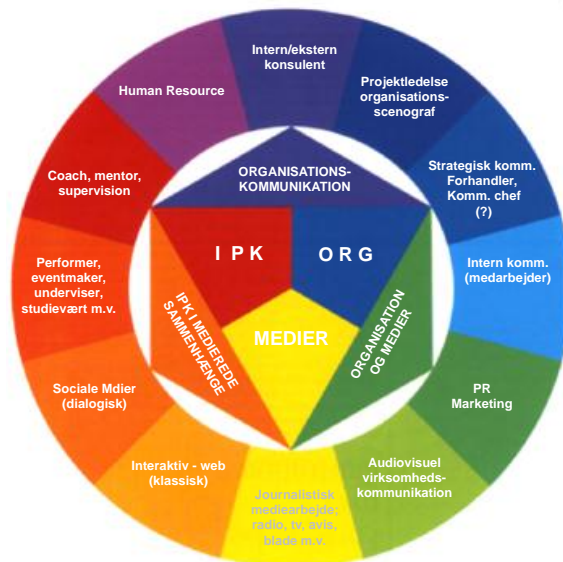 Intern/ekstern
konsulent
Projektledelse
organisations-
scenograf
Strategisk komm.
Forhandler,
Komm. chef
(?)
Intern komm.
(medarbejder)
PR
Marketing
Audiovisuel
virksomheds-
kommunikation
Journalistisk
mediearbejde;
radio, tv, avis,
blade m.v.
Interaktiv - web
(klassisk)
Sociale Mdier
(dialogisk)
Performer,
eventmaker,
underviser,
studievært m.v.
Coach, mentor,
supervision
Human Resource
ORGANISATIONS-
KOMMUNIKATION
I P K
O R G
MEDIER
IPK I MEDIEREDE
SAMMENHÆNGE
ORGANISATION
OG MEDIER